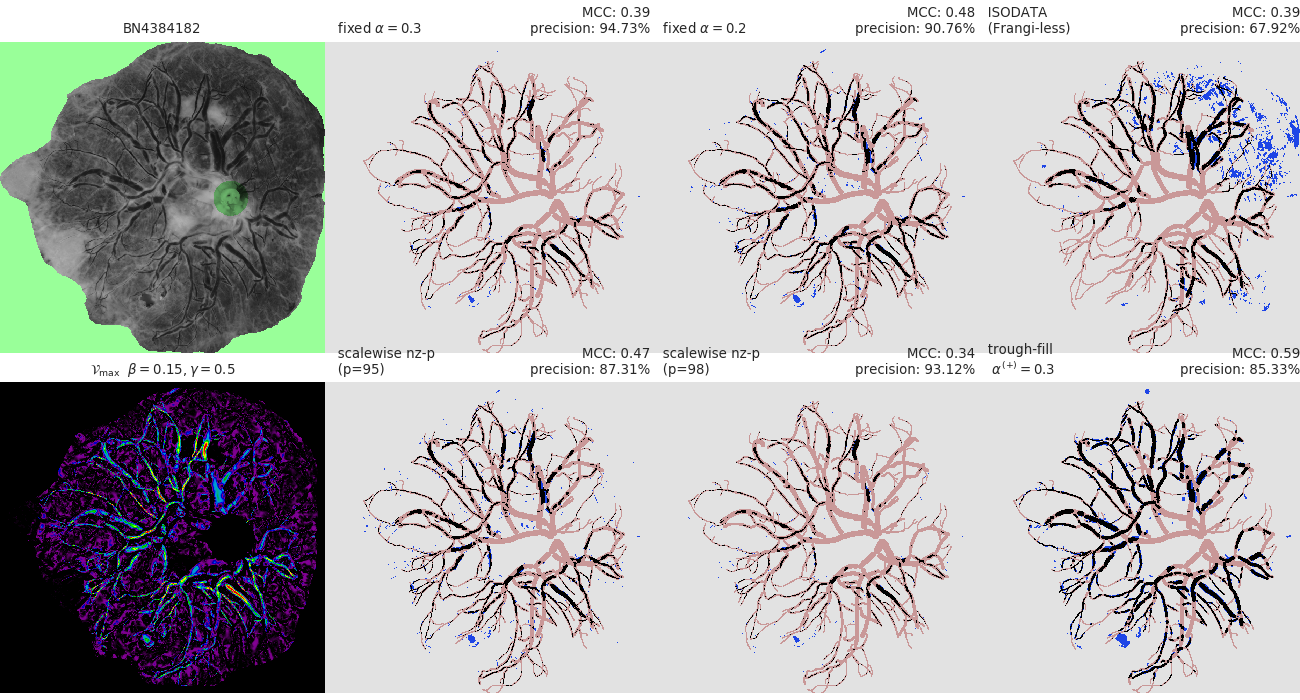 BN4384182
fixed α = 0.3
MCC: 0.39
precision: 94.73%
fixed α = 0.2
MCC: 0.48
precision: 90.76%
ISODATA
(Frangi-less)
MCC: 0.39
precision: 67.92%
𝒱max β = 0.15, γ = 0.5
scalewise nz-p
(p=95)
MCC: 0.47
precision: 87.31%
scalewise nz-p
(p=98)
MCC: 0.34
precision: 93.12%
trough-fill
α(+) = 0.3
MCC: 0.59
precision: 85.33%